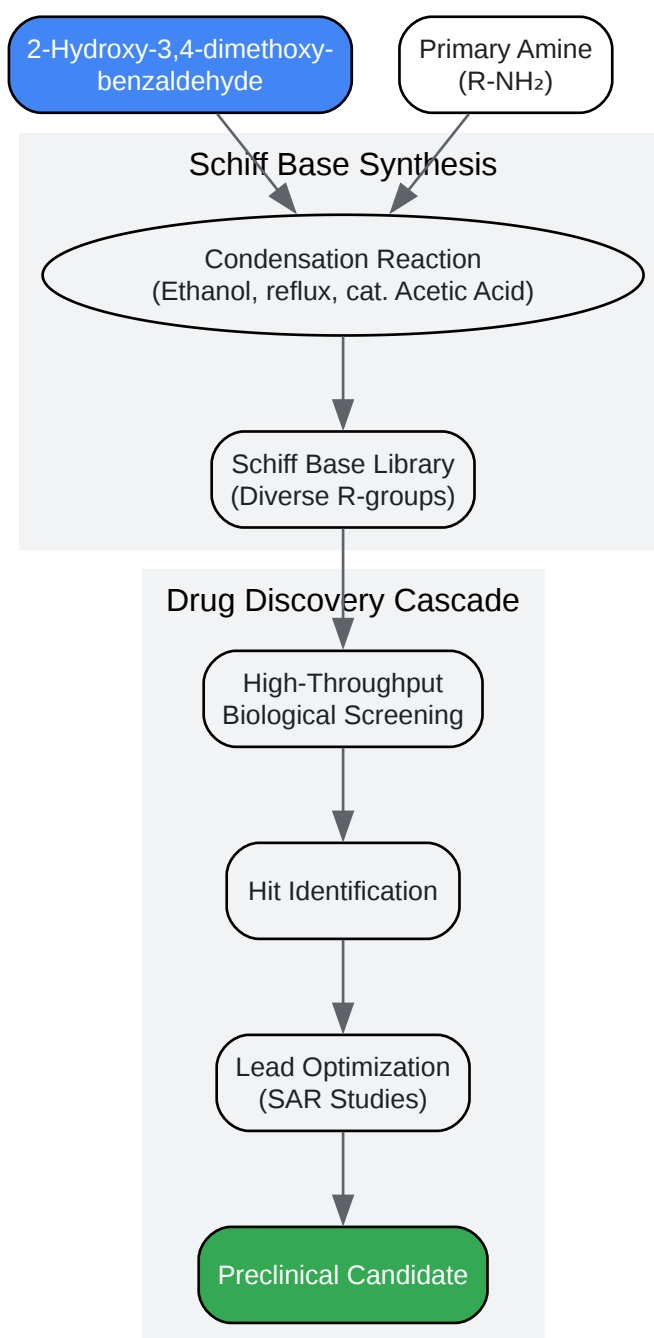 2-Hydroxy-3,4-dimethoxy-
benzaldehyde
Primary Amine
(R-NH₂)
Schiff Base Synthesis
Condensation Reaction
(Ethanol, reflux, cat. Acetic Acid)
Schiff Base Library
(Diverse R-groups)
Drug Discovery Cascade
High-Throughput
Biological Screening
Hit Identification
Lead Optimization
(SAR Studies)
Preclinical Candidate